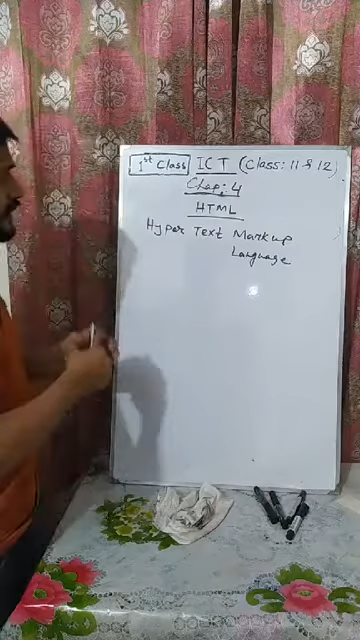 1st Class ICT (Class: 11 & 12)
Chap: 4
HTML
Hyper Text Markup
Language